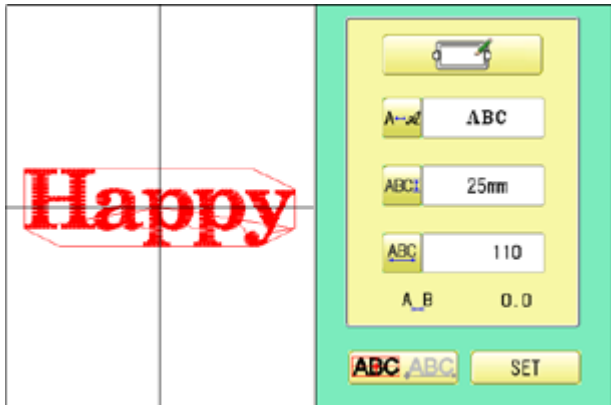 Happy
A↔𝒜 ABC
ABC↕ 25mm
ABC 110
A_B 0.0
ABC ABC SET